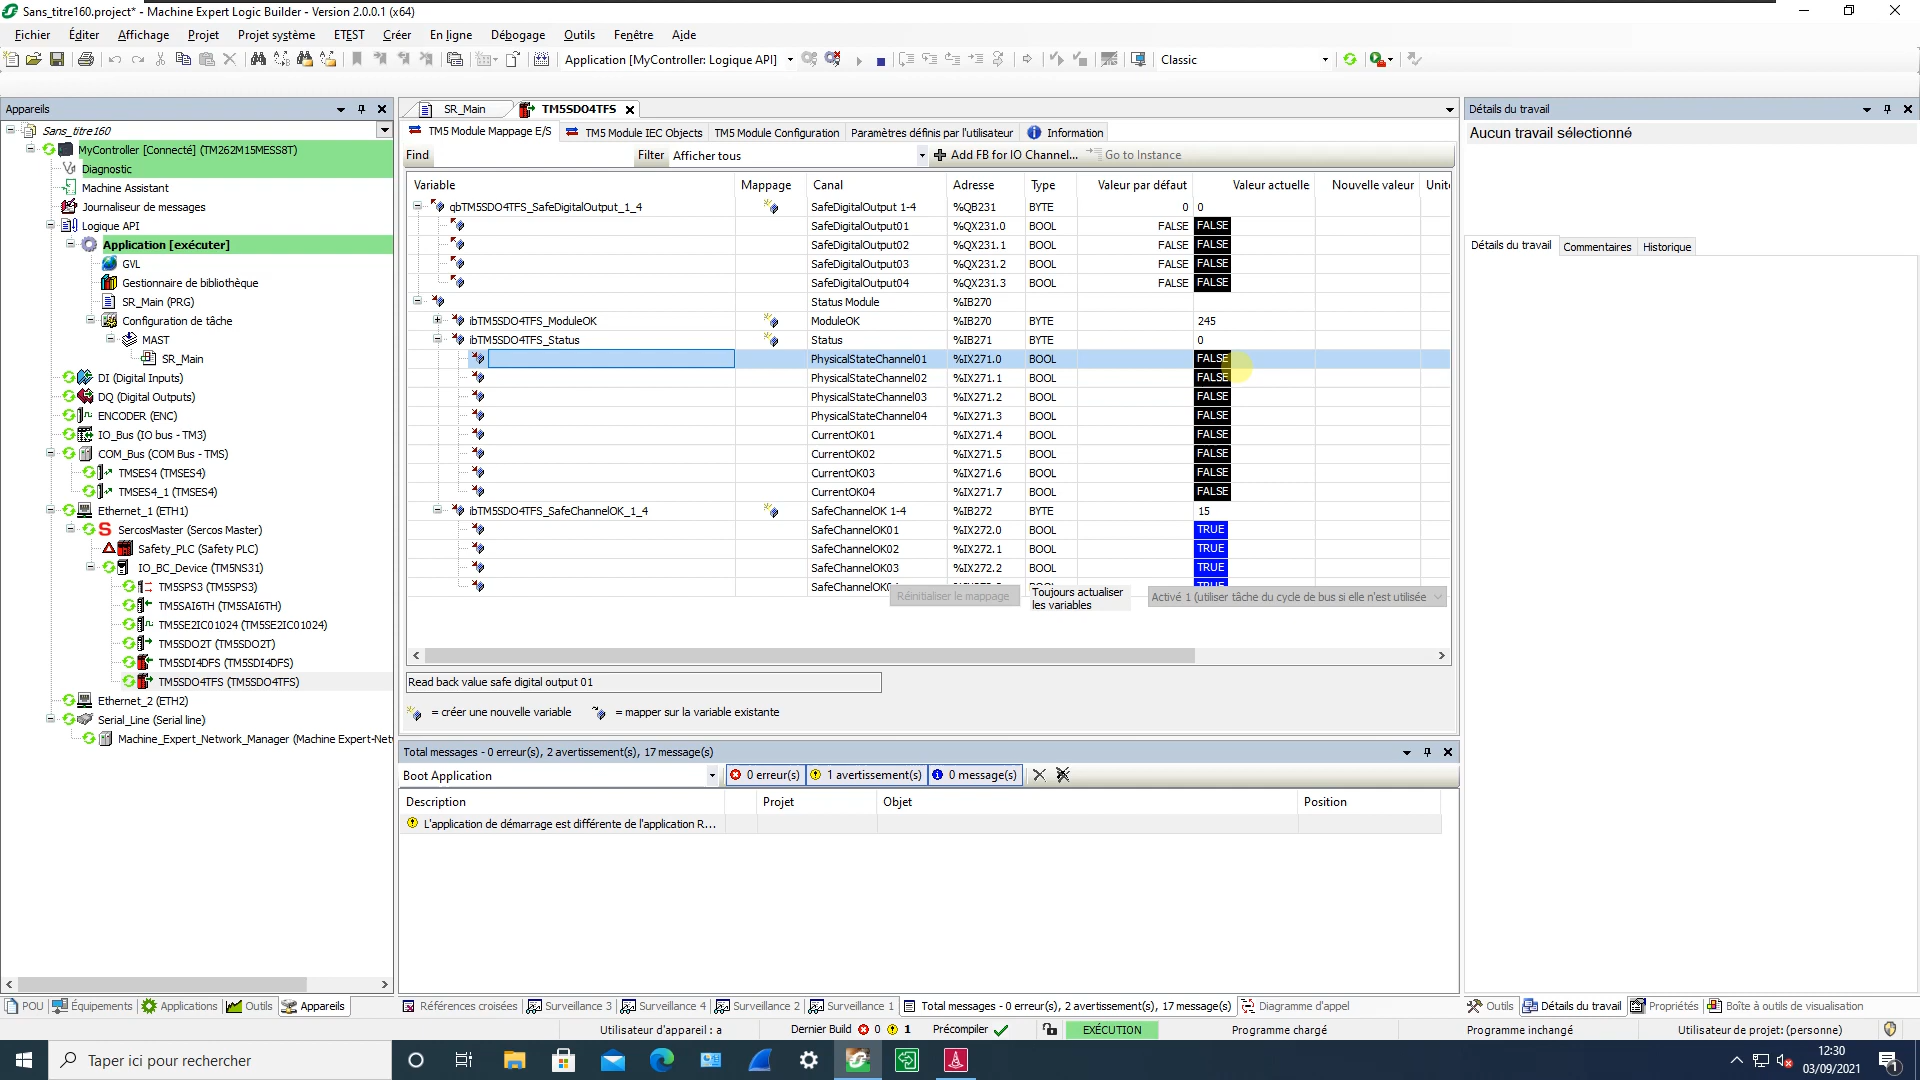 Sans_titre160.project* - Machine Expert Logic Builder - Version 2.0.0.1 (x64)
Fichier Éditer Affichage Projet Projet système ETEST Créer En ligne Débogage Outils Fenêtre Aide
Application [MyController: Logique API] Classic
Appareils
Sans_titre160
MyController [Connecté] (TM262M15MESS8T)
Diagnostic
Machine Assistant
Journaliseur de messages
Logique API
Application [exécuter]
GVL
Gestionnaire de bibliothèque
SR_Main (PRG)
Configuration de tâche
MAST
SR_Main
DI (Digital Inputs)
DQ (Digital Outputs)
ENCODER (ENC)
IO_Bus (IO bus - TM3)
COM_Bus (COM Bus - TMS)
TMSES4 (TMSES4)
TMSES4_1 (TMSES4)
Ethernet_1 (ETH1)
SercosMaster (Sercos Master)
Safety_PLC (Safety PLC)
IO_BC_Device (TM5NS31)
TM5SPS3 (TM5SPS3)
TM5SAI6TH (TM5SAI6TH)
TM5SE2IC01024 (TM5SE2IC01024)
TM5SDO2T (TM5SDO2T)
TM5SDI4DFS (TM5SDI4DFS)
TM5SDO4TFS (TM5SDO4TFS)
Ethernet_2 (ETH2)
Serial_Line (Serial line)
Machine_Expert_Network_Manager (Machine Expert-Net
POU Équipements Applications Outils Appareils
SR_Main TM5SDO4TFS
TM5 Module Mappage E/S TM5 Module IEC Objects TM5 Module Configuration Paramètres définis par l'utilisateur Information
Find Filter Afficher tous Add FB for IO Channel... Go to Instance
Variable Mappage Canal Adresse Type Valeur par défaut Valeur actuelle Nouvelle valeur Unit
qbTM5SDO4TFS_SafeDigitalOutput_1_4 SafeDigitalOutput 1-4 %QB231 BYTE 0 0
SafeDigitalOutput01 %QX231.0 BOOL FALSE FALSE
SafeDigitalOutput02 %QX231.1 BOOL FALSE FALSE
SafeDigitalOutput03 %QX231.2 BOOL FALSE FALSE
SafeDigitalOutput04 %QX231.3 BOOL FALSE FALSE
Status Module %IB270
ibTM5SDO4TFS_ModuleOK ModuleOK %IB270 BYTE 245
ibTM5SDO4TFS_Status Status %IB271 BYTE 0
PhysicalStateChannel01 %IX271.0 BOOL FALSE
PhysicalStateChannel02 %IX271.1 BOOL FALSE
PhysicalStateChannel03 %IX271.2 BOOL FALSE
PhysicalStateChannel04 %IX271.3 BOOL FALSE
CurrentOK01 %IX271.4 BOOL FALSE
CurrentOK02 %IX271.5 BOOL FALSE
CurrentOK03 %IX271.6 BOOL FALSE
CurrentOK04 %IX271.7 BOOL FALSE
ibTM5SDO4TFS_SafeChannelOK_1_4 SafeChannelOK 1-4 %IB272 BYTE 15
SafeChannelOK01 %IX272.0 BOOL TRUE
SafeChannelOK02 %IX272.1 BOOL TRUE
SafeChannelOK03 %IX272.2 BOOL TRUE
Réinitialiser le mappage Toujours actualiser les variables Activé 1 (utiliser tâche du cycle de bus si elle n'est utilisée
Read back value safe digital output 01
= créer une nouvelle variable = mapper sur la variable existante
Total messages - 0 erreur(s), 2 avertissement(s), 17 message(s)
Boot Application 0 erreur(s) 1 avertissement(s) 0 message(s)
Description Projet Objet Position
L'application de démarrage est différente de l'application R...
Références croisées Surveillance 3 Surveillance 4 Surveillance 2 Surveillance 1 Total messages - 0 erreur(s), 2 avertissement(s), 17 message(s) Diagramme d'appel
Détails du travail
Aucun travail sélectionné
Détails du travail Commentaires Historique
Outils Détails du travail Propriétés Boîte à outils de visualisation
Utilisateur d'appareil : a Dernier Build 0 1 Précompiler EXÉCUTION Programme chargé Programme inchangé Utilisateur de projet: (personne)
Taper ici pour rechercher
12:30
03/09/2021
1